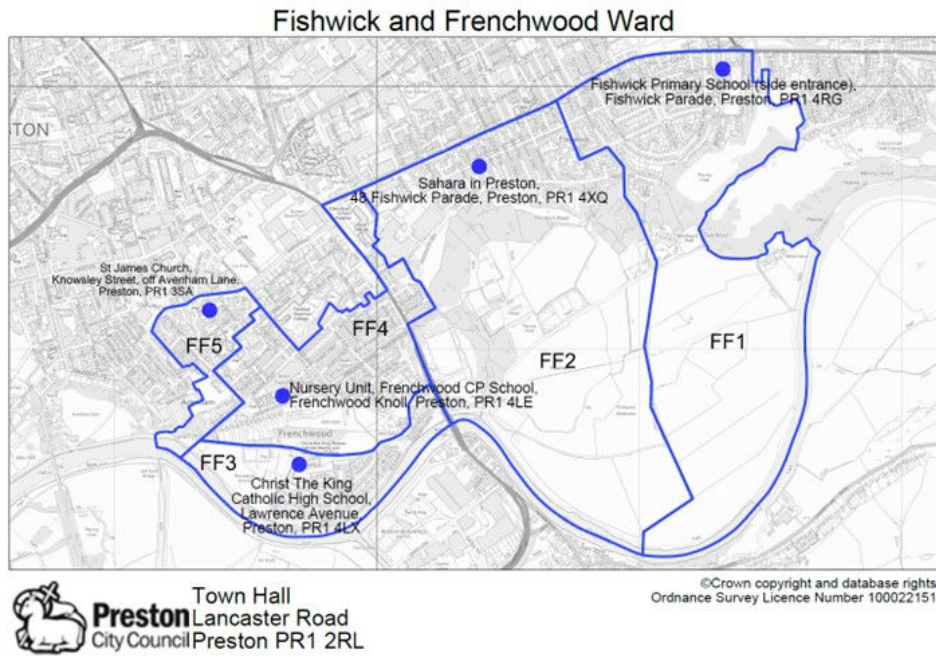 Fishwick and Frenchwood Ward
Fishwick Primary School (side entrance),
Fishwick Parade, Preston, PR1 4RG
STON
Sahara in Preston,
48 Fishwick Parade, Preston, PR1 4XQ
St James Church,
Knowsley Street, off Avenham Lane,
Preston, PR1 3SA
FF5
FF4
FF2
FF1
Nursery Unit, Frenchwood CP School,
Frenchwood Knoll, Preston, PR1 4LE
Frenchwood
FF3
Christ The King
Catholic High School,
Lawrence Avenue,
Preston, PR1 4LX
©Crown copyright and database rights
Ordnance Survey Licence Number 100022151
Preston
City Council
Town Hall
Lancaster Road
Preston PR1 2RL